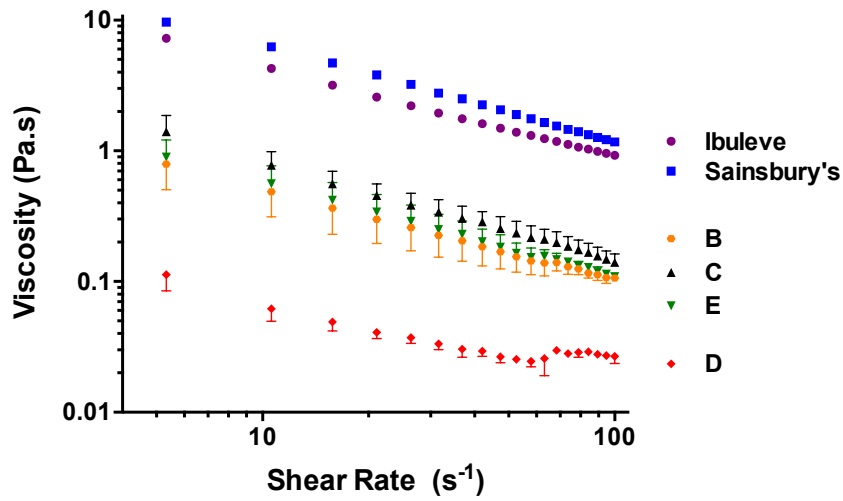 10
1
0.1
0.01
Viscosity (Pa.s)
10
100
Shear Rate (s⁻¹)
Ibuleve
Sainsbury's
B
C
E
D